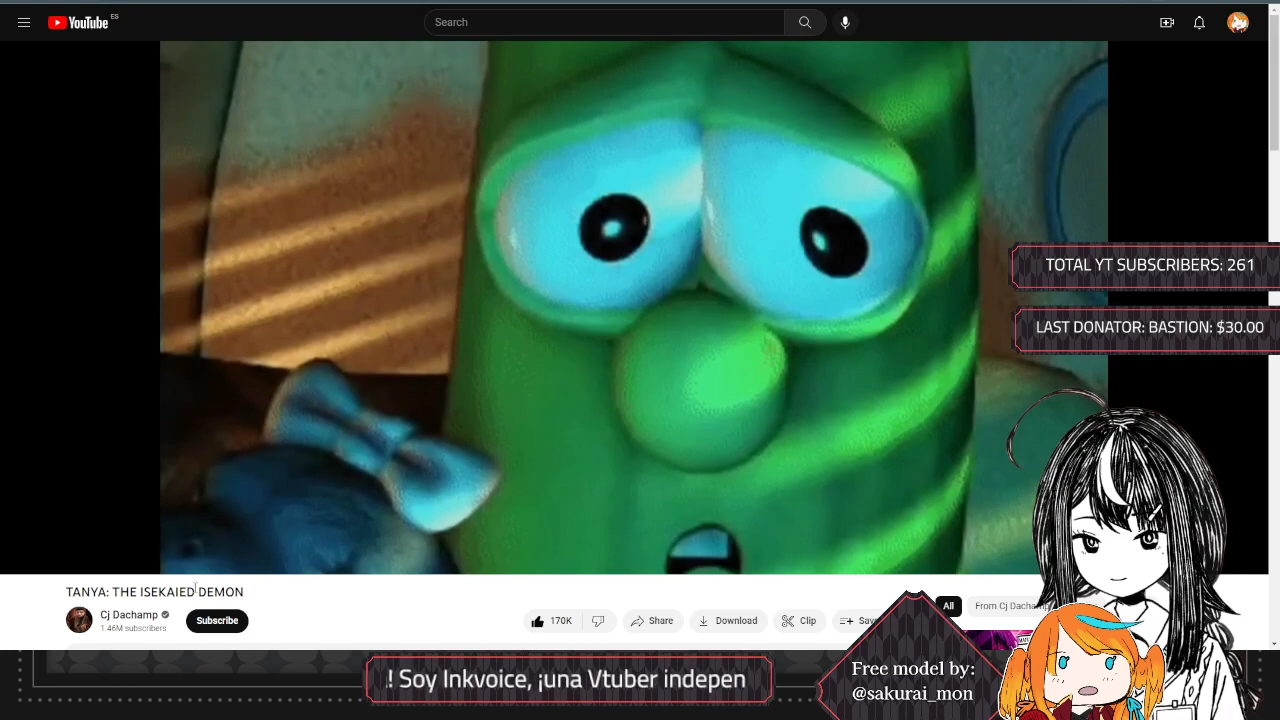 YouTube ES
Search
TOTAL YT SUBSCRIBERS: 261
LAST DONATOR: BASTION: $30.00
TANYA: THE ISEKAIED DEMON
Cj Dachamp
1.46M subscribers
Subscribe
170K
Share
Download
Clip
Save
All
From Cj Dachamp
! Soy Inkvoice, ¡una Vtuber indepen
Free model by:
@sakurai_mon